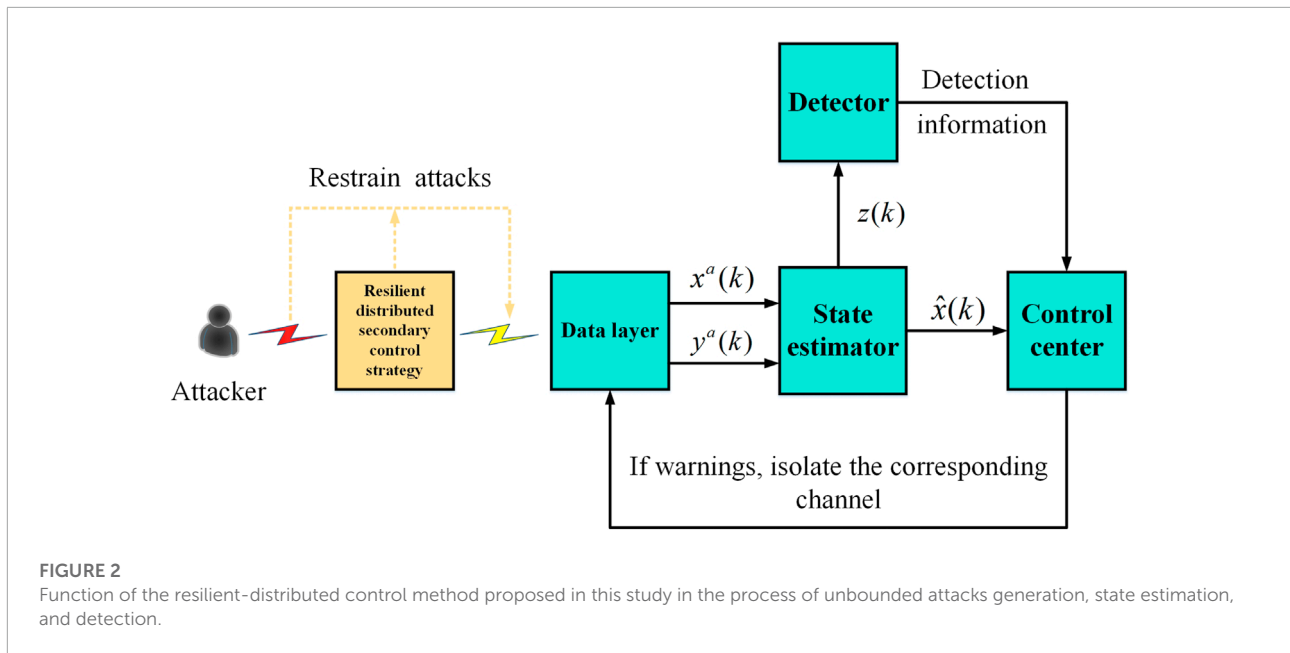 Detector
Detection
information
Restrain attacks
z(k)
Resilient
distributed
secondary
control
strategy
Attacker
Data layer
x^a(k)
y^a(k)
State
estimator
x̂(k)
Control
center
If warnings, isolate the corresponding
channel
FIGURE 2
Function of the resilient-distributed control method proposed in this study in the process of unbounded attacks generation, state estimation,
and detection.